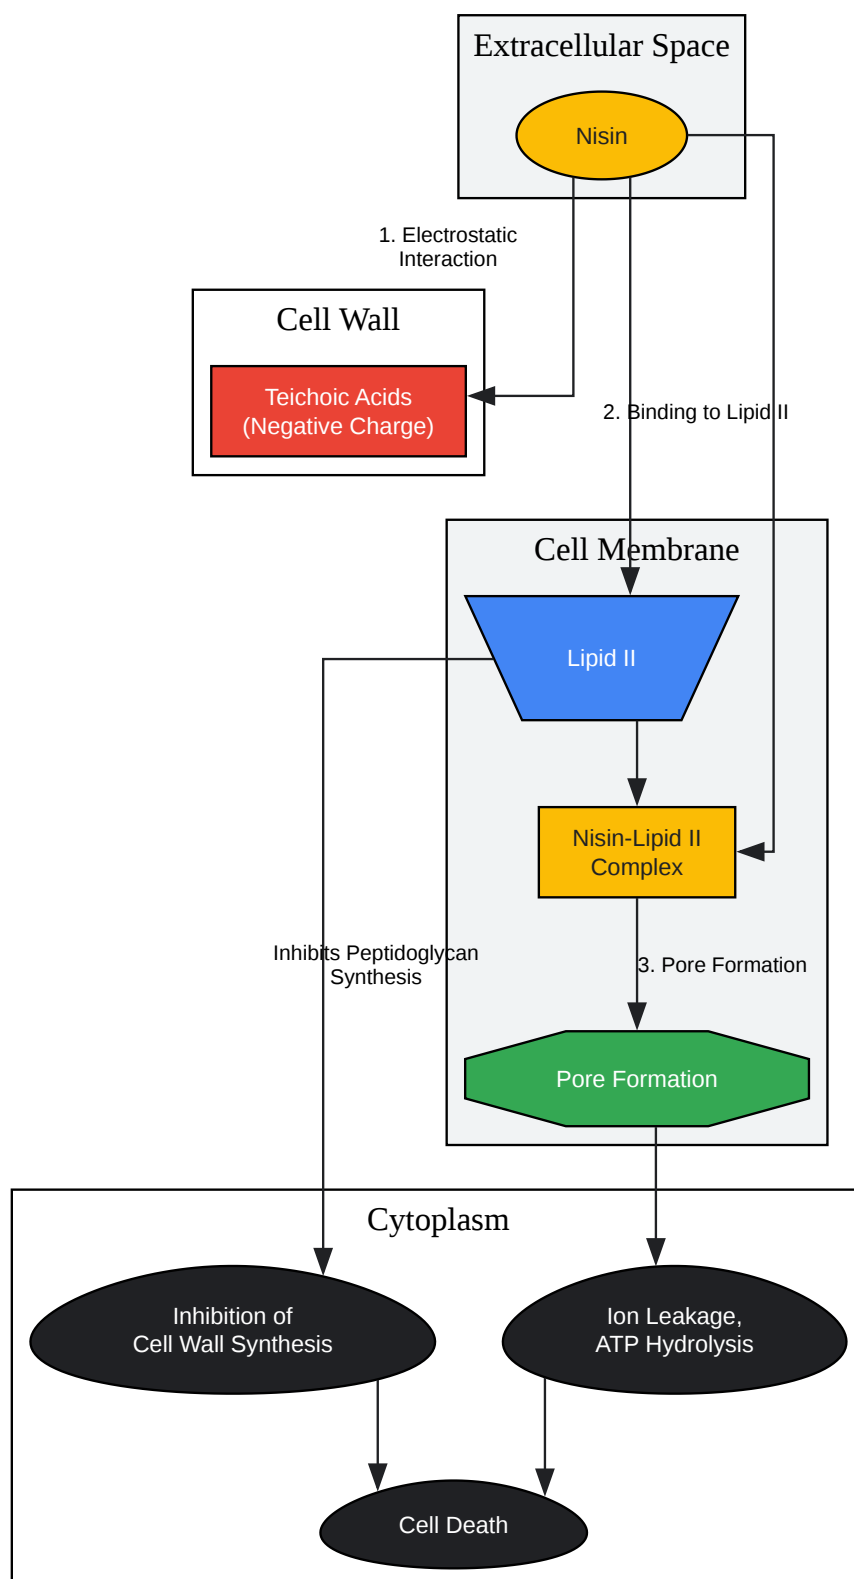 Extracellular Space
Nisin
1. Electrostatic
Interaction
Cell Wall
Teichoic Acids
(Negative Charge)
2. Binding to Lipid II
Cell Membrane
Lipid II
Nisin-Lipid II
Complex
Inhibits Peptidoglycan
Synthesis
3. Pore Formation
Pore Formation
Cytoplasm
Inhibition of
Cell Wall Synthesis
Ion Leakage,
ATP Hydrolysis
Cell Death